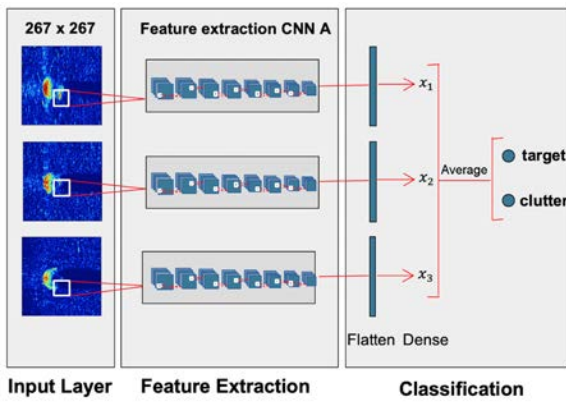 267 x 267
Feature extraction CNN A
x1
x2
x3
Average
target
clutter
Flatten Dense
Input Layer
Feature Extraction
Classification